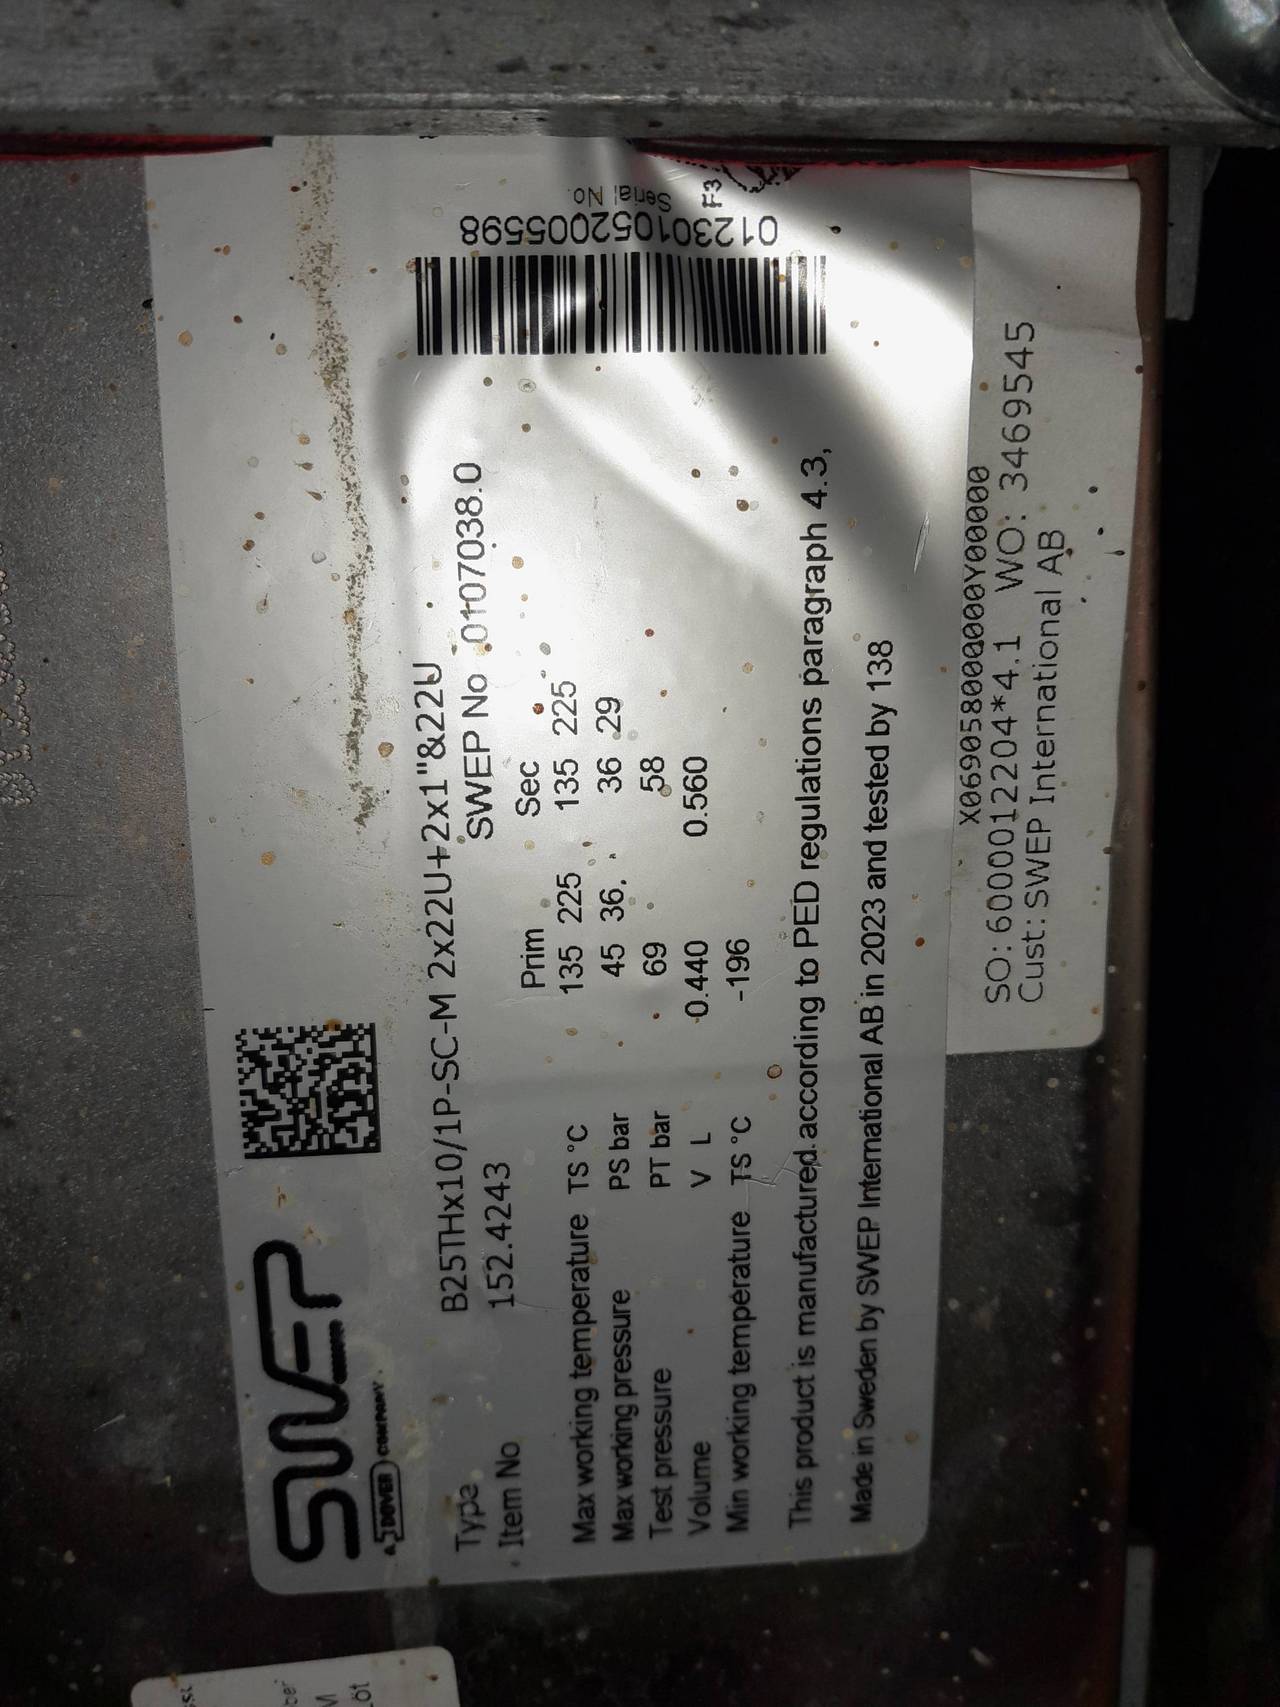 SWEP
A DOVER COMPANY
Type B25THx10/1P-SC-M 2x22U+2x1"&22U
Item No 152.4243 SWEP No 0107038.0
Prim Sec
Max working temperature TS °C 135 225 135 225
Max working pressure PS bar 45 36 36 29
Test pressure PT bar 69 58
Volume V L 0.440 0.560
Min working temperature TS °C -196
This product is manufactured according to PED regulations paragraph 4.3,
Made in Sweden by SWEP International AB in 2023 and tested by 138
012301052005598
Serial No.
F3
X06905800000Y00000
SO:6000012204*4.1 WO: 3469545
Cust:SWEP International AB